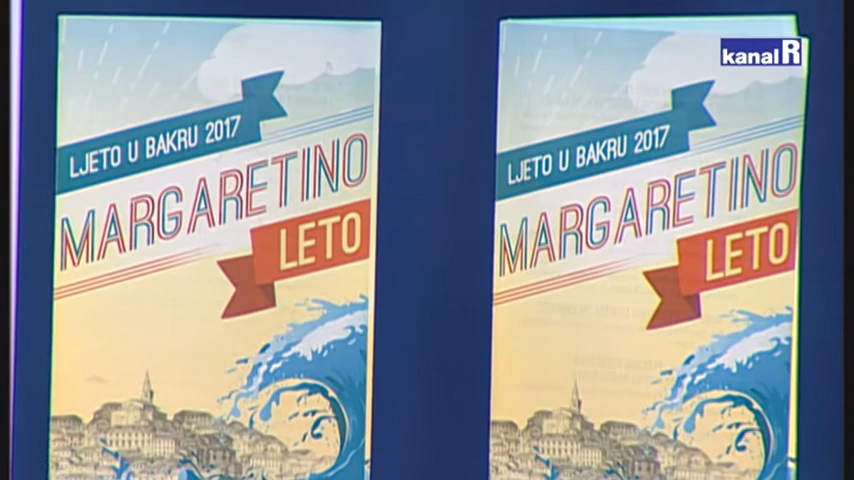 kanal R
LJETO U BAKRU 2017
MARGARETINO
LETO
LJETO U BAKRU 2017
MARGARETINO
LETO